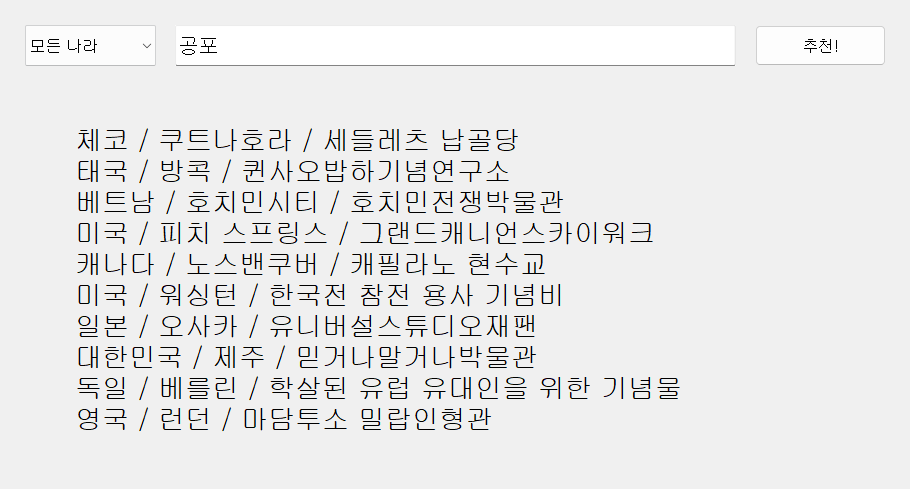 모든 나라
공포
추천!
체코 / 쿠트나호라 / 세들레츠 납골당
태국 / 방콕 / 퀸사오밥하기념연구소
베트남 / 호치민시티 / 호치민전쟁박물관
미국 / 피치 스프링스 / 그랜드캐니언스카이워크
캐나다 / 노스밴쿠버 / 캐필라노 현수교
미국 / 워싱턴 / 한국전 참전 용사 기념비
일본 / 오사카 / 유니버설스튜디오재팬
대한민국 / 제주 / 믿거나말거나박물관
독일 / 베를린 / 학살된 유럽 유대인을 위한 기념물
영국 / 런던 / 마담투소 밀랍인형관